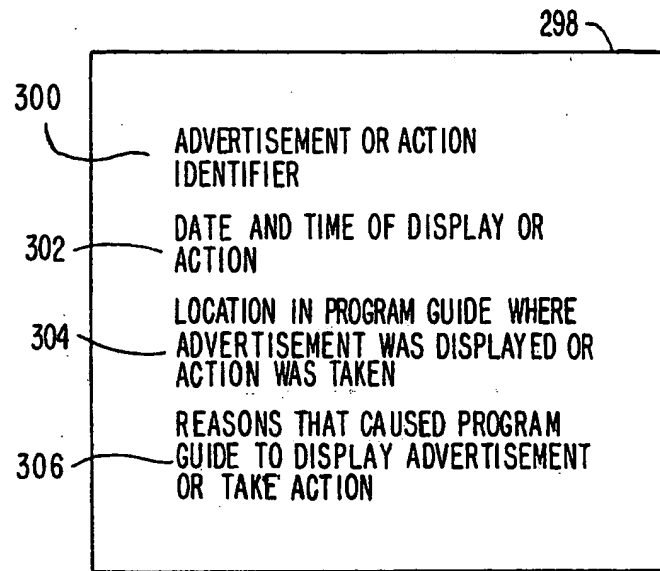 298
300
ADVERTISEMENT OR ACTION
IDENTIFIER
302
DATE AND TIME OF DISPLAY OR
ACTION
304
LOCATION IN PROGRAM GUIDE WHERE
ADVERTISEMENT WAS DISPLAYED OR
ACTION WAS TAKEN
306
REASONS THAT CAUSED PROGRAM
GUIDE TO DISPLAY ADVERTISEMENT
OR TAKE ACTION